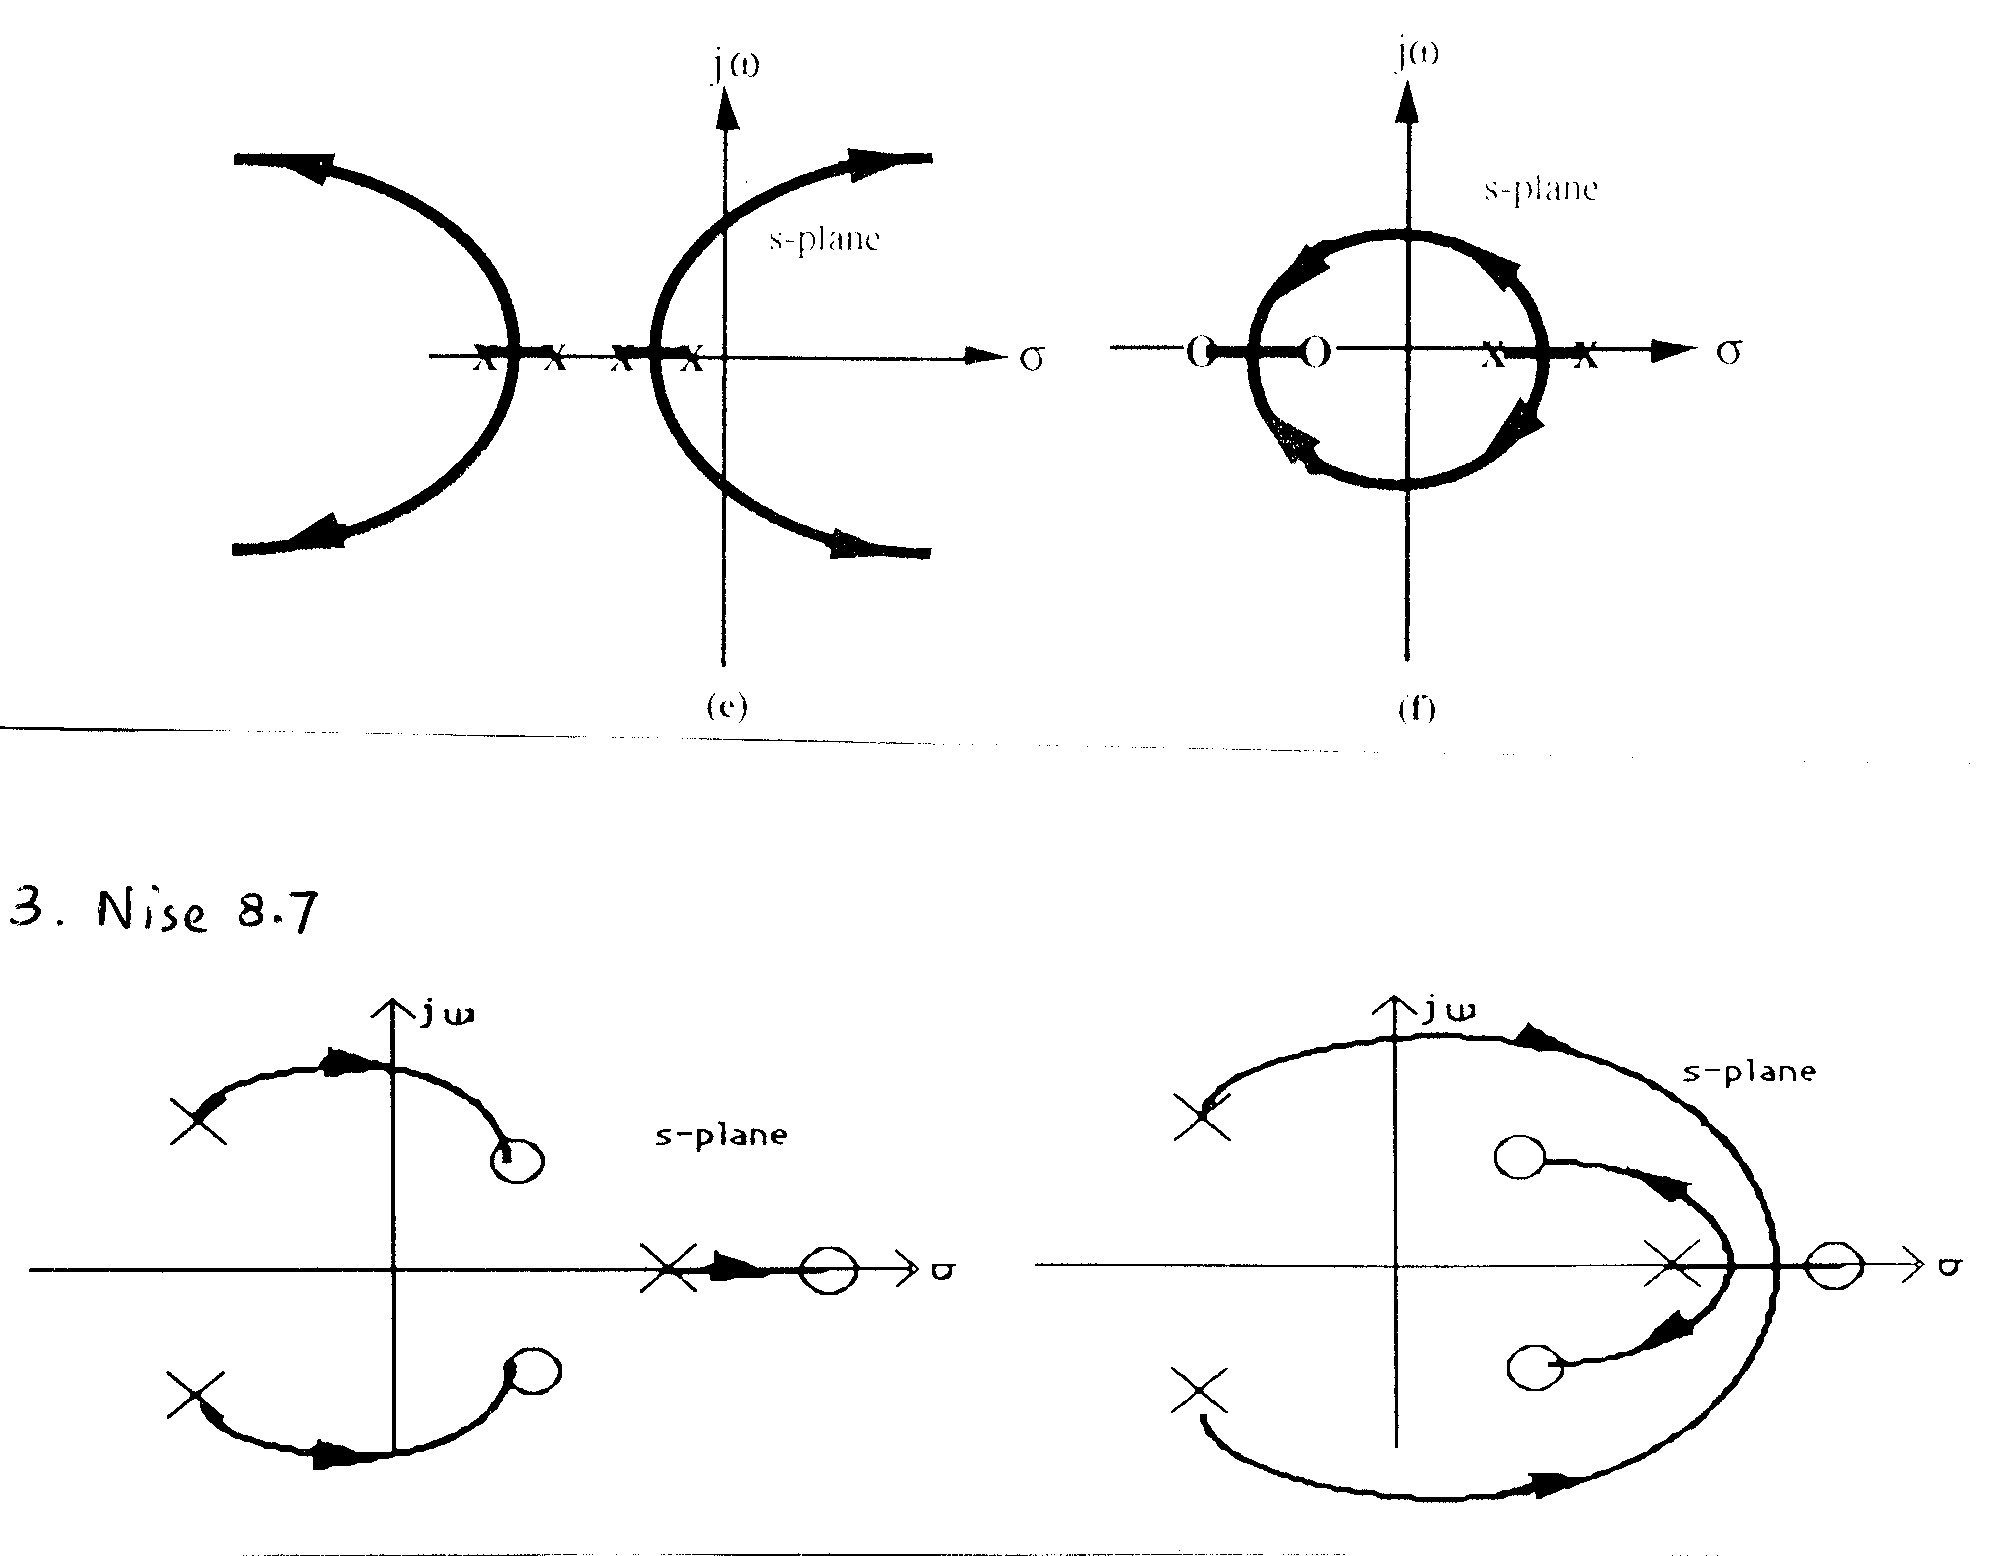 jω
jω
s-plane
s-plane
σ
σ
x x x x
O O x x
(e)
(f)
3. Nise 8.7
jω
jω
s-plane
s-plane
σ
σ